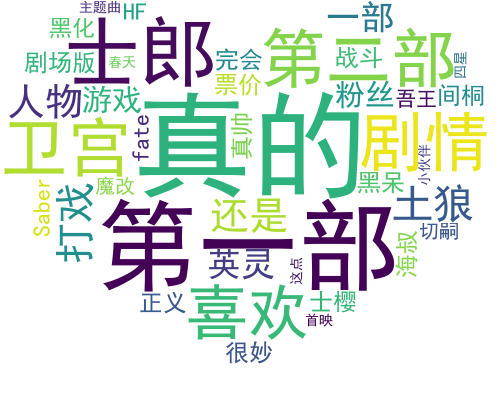 主题曲
HF
黑化
士郎
一部
第三部
剧场版
春天
完会
战斗
四星
票价
人物
游戏
粉丝
吾王
间桐
卫宫
fate
真的
真帅
剧情
小伙伴
Saber
魔改
黑呆
打戏
还是
土狼
第一部
切嗣
英灵
这点
海叔
正义
喜欢
士樱
首映
很妙